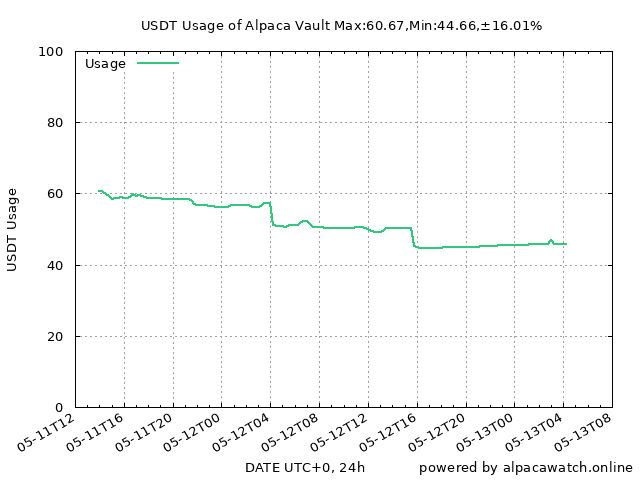 USDT Usage of Alpaca Vault Max:60.67,Min:44.66,±16.01%
Usage
100
80
60
40
20
0
USDT Usage
05-11T12
05-11T16
05-11T20
05-12T00
05-12T04
05-12T08
05-12T12
05-12T16
05-12T20
05-13T00
05-13T04
05-13T08
DATE UTC+0, 24h
powered by alpacawatch.online